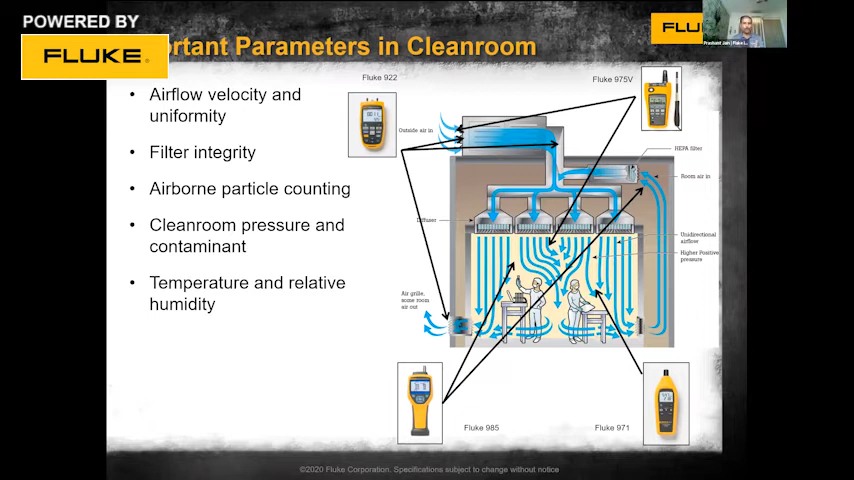 POWERED BY
FLUKE
ortant Parameters in Cleanroom
FLU
• Airflow velocity and
uniformity
• Filter integrity
• Airborne particle counting
• Cleanroom pressure and
contaminant
• Temperature and relative
humidity
Fluke 922
Fluke 975V
Outside air in
HEPA filter
Room air in
Diffuser
Unidirectional
airflow
Higher Positive
pressure
Air grille,
some room
air out
Fluke 985
Fluke 971
©2020 Fluke Corporation. Specifications subject to change without notice